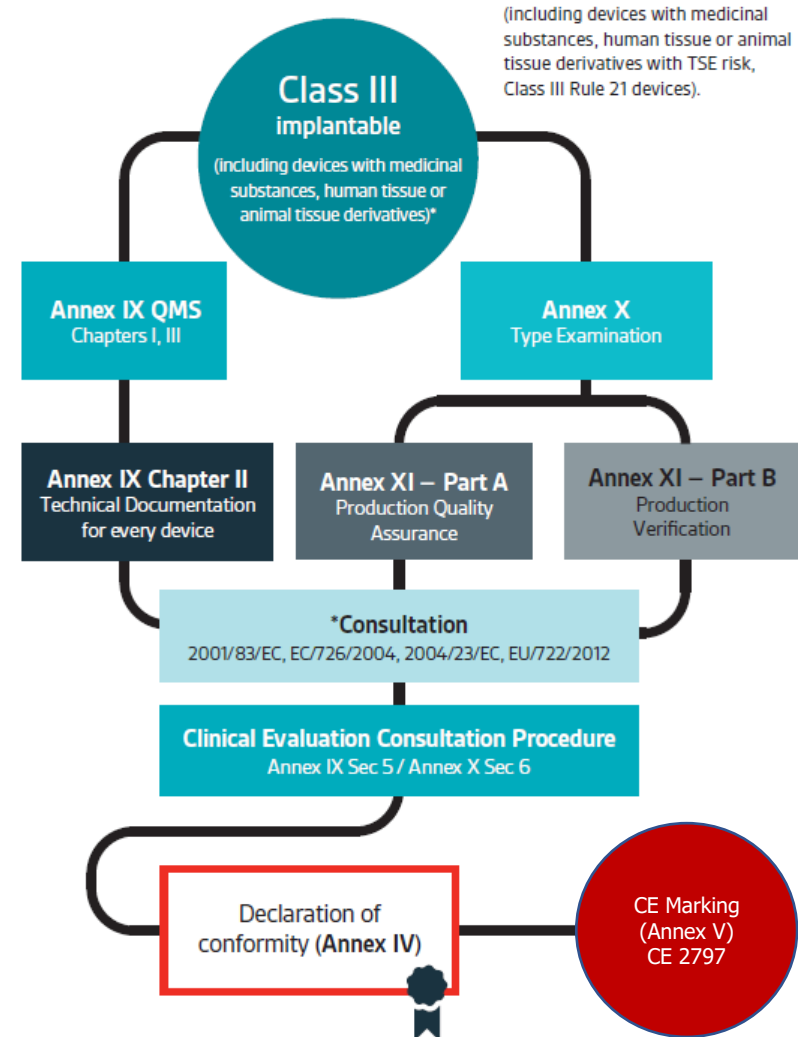 (including devices with medicinal
substances, human tissue or animal
tissue derivatives with TSE risk,
Class III Rule 21 devices).
Class III
implantable
(including devices with medicinal
substances, human tissue or
animal tissue derivatives)*
Annex IX QMS
Chapters I, III
Annex X
Type Examination
Annex IX Chapter II
Technical Documentation
for every device
Annex XI – Part A
Production Quality
Assurance
Annex XI – Part B
Production
Verification
*Consultation
2001/83/EC, EC/726/2004, 2004/23/EC, EU/722/2012
Clinical Evaluation Consultation Procedure
Annex IX Sec 5 / Annex X Sec 6
Declaration of
conformity (Annex IV)
CE Marking
(Annex V)
CE 2797